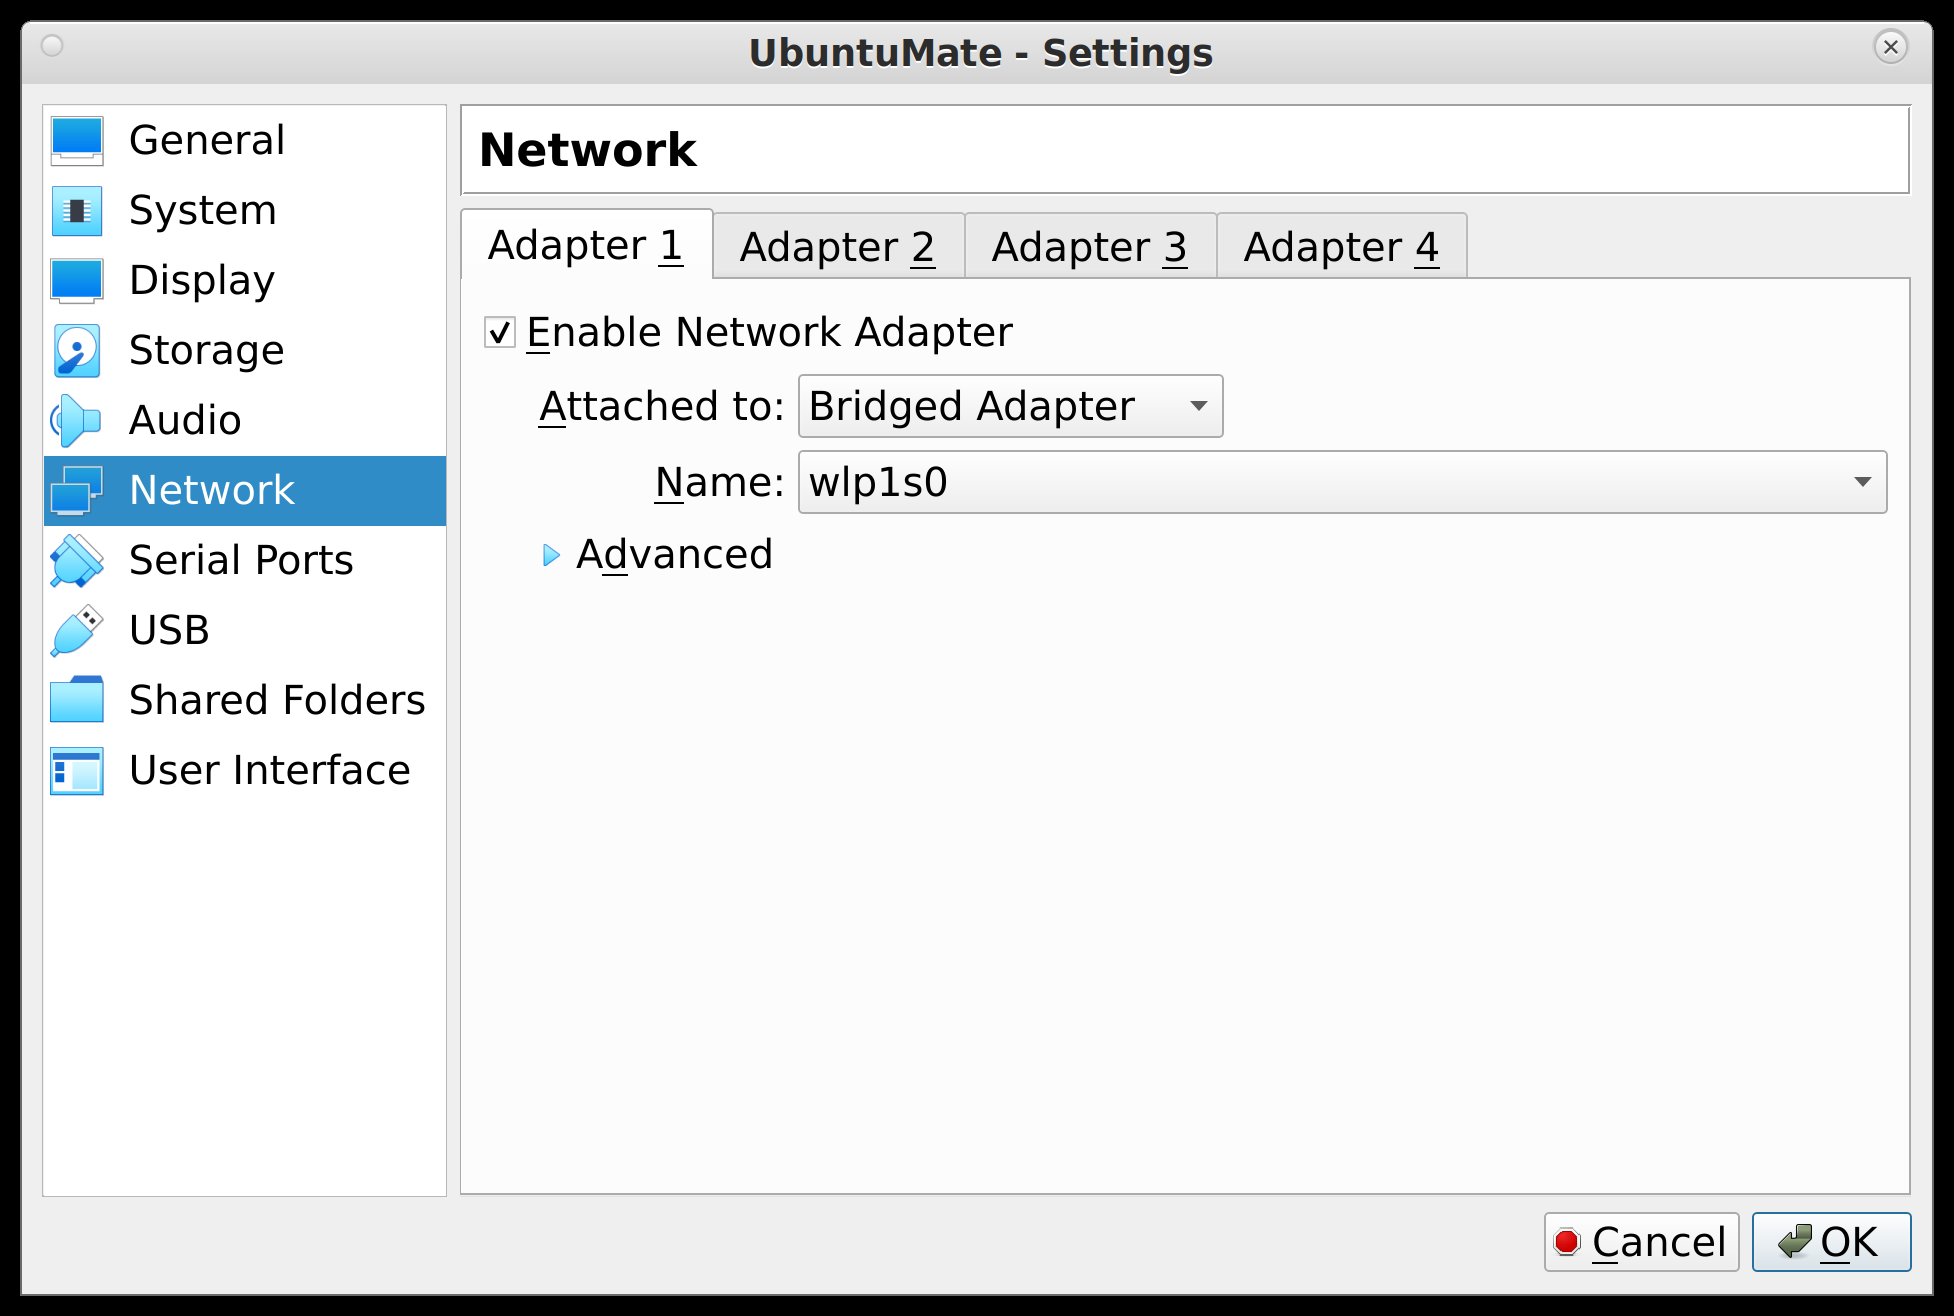 UbuntuMate - Settings
General
System
Display
Storage
Audio
Network
Serial Ports
USB
Shared Folders
User Interface
Network
Adapter 1 Adapter 2 Adapter 3 Adapter 4
Enable Network Adapter
Attached to: Bridged Adapter
Name: wlp1s0
Advanced
Cancel OK